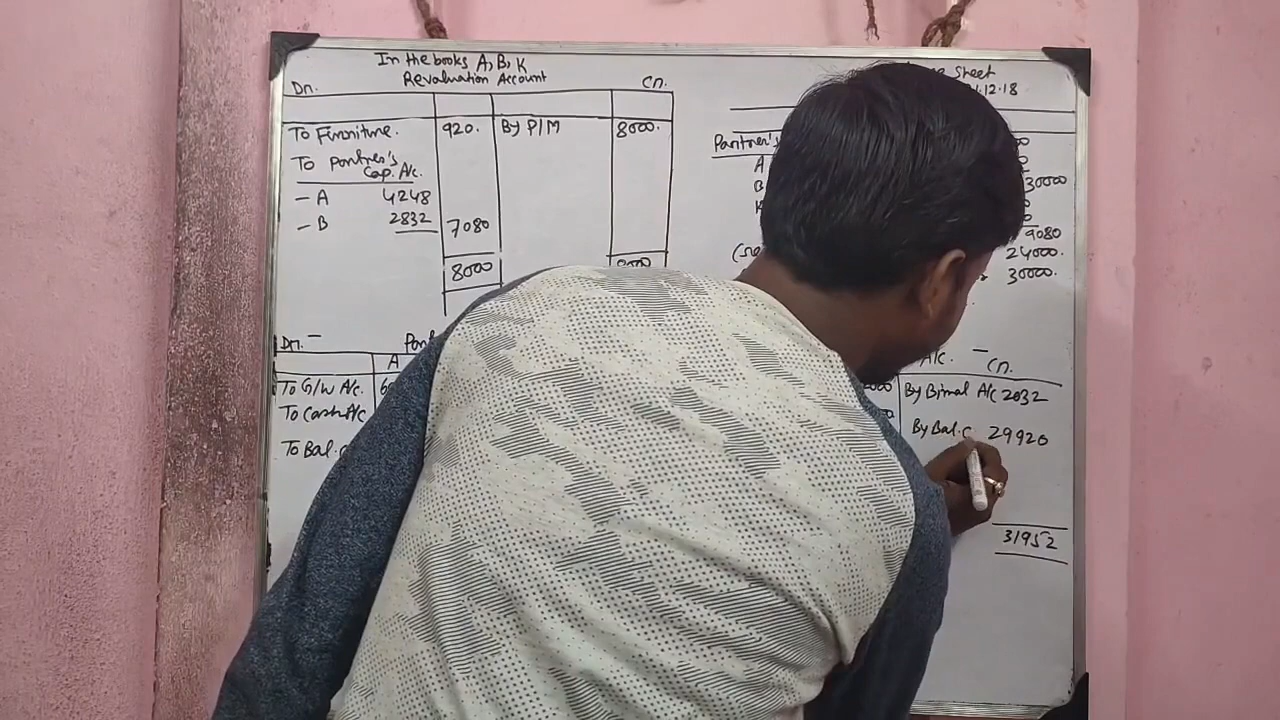 In the books A, B, K
Revaluation Account
Dr. Cr.
To Furniture. 920. By P/M 8000.
To Partner's
Cap. A/c.
- A 4248
- B 2832 7080
8000 8000
Sheet
.12.18
Partner's
A
B 30000
9080
24000.
30000.
Dr.
A
To G/W A/c.
To Cash A/c
To Bal.
A/c. Cr.
By Bimal A/c 2032
By Bal. c 29920
31952